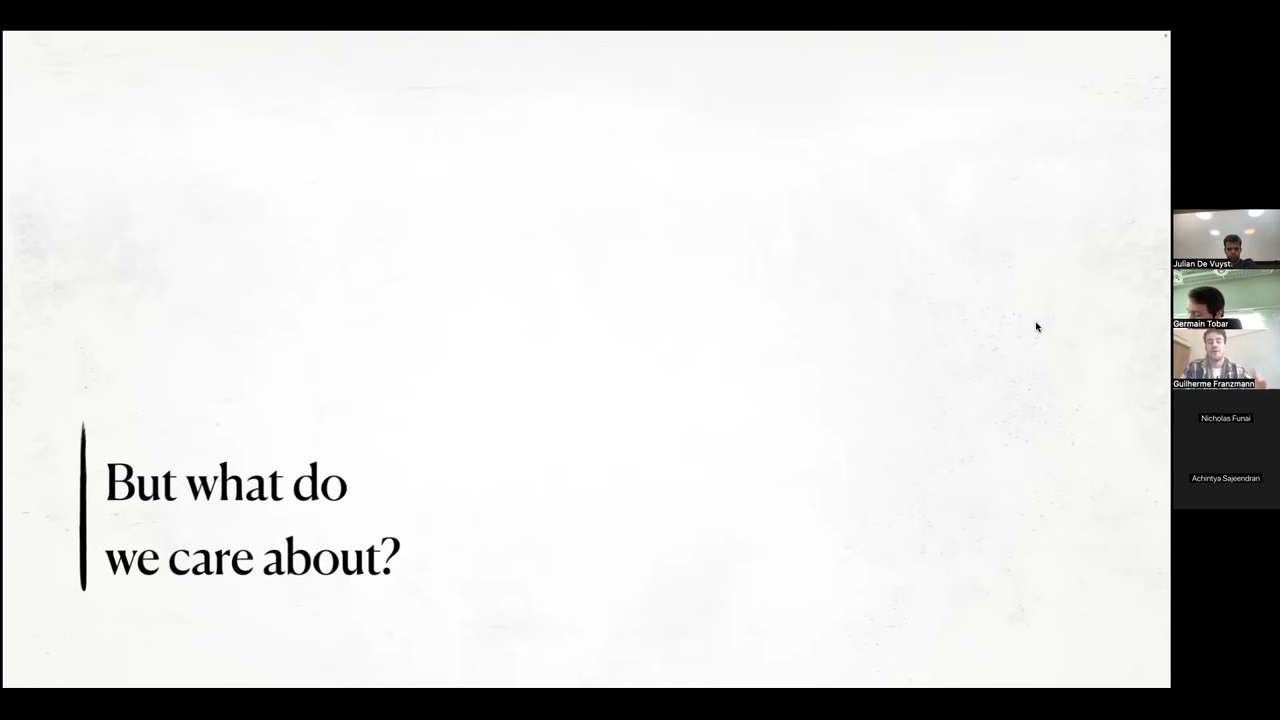 But what do
we care about?
Julian De Vuyst
Germain Tobar
Guilherme Franzmann
Nicholas Funai
Achintya Sajeendran